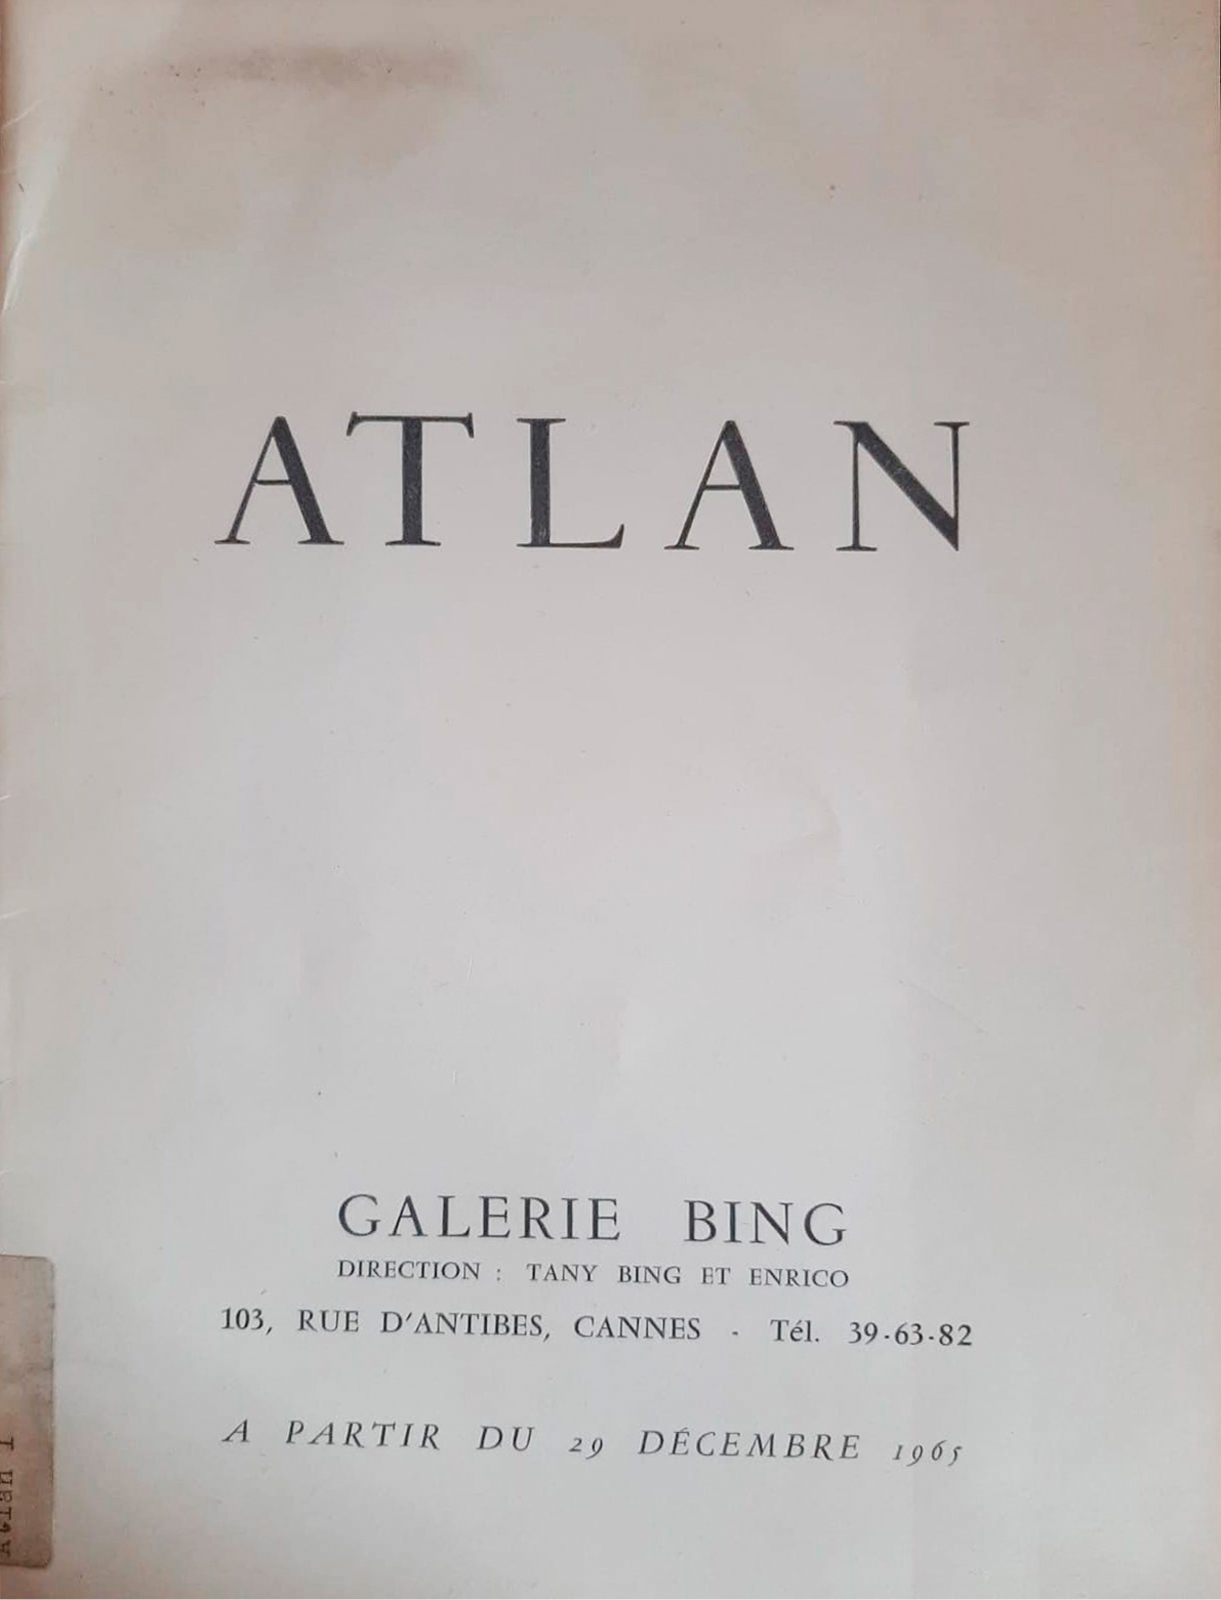 ATLAN
GALERIE BING
DIRECTION : TANY BING ET ENRICO
103, RUE D'ANTIBES, CANNES - Tél. 39-63-82
A PARTIR DU 29 DÉCEMBRE 1965